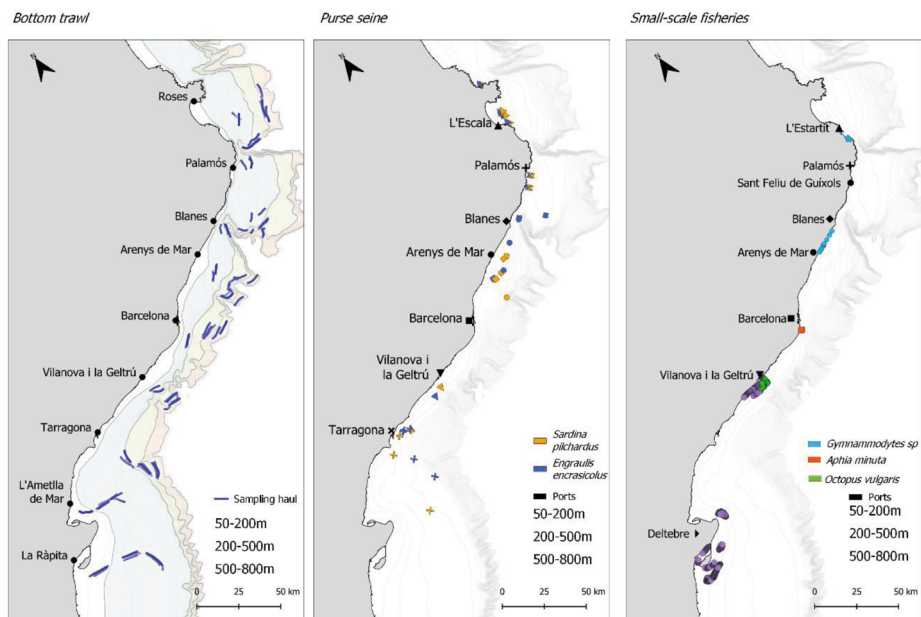 Bottom trawl
Roses
Palamós
Blanes
Arenys de Mar
Barcelona
Vilanova i la Geltrú
Tarragona
L'Ametlla
de Mar
La Ràpita
Sampling haul
50-200m
200-500m
500-800m
0 25 50 km
Purse seine
L'Escala
Palamós
Blanes
Arenys de Mar
Barcelona
Vilanova i
la Geltrú
Tarragona
Sardina
pilchardus
Engraulis
encrasicolus
Ports
50-200m
200-500m
500-800m
0 25 50 km
Small-scale fisheries
L'Estartit
Palamós
Sant Feliu de Guíxols
Blanes
Arenys de Mar
Barcelona
Vilanova i la Geltrú
Deltebre
Gymnammodytes sp
Aphia minuta
Octopus vulgaris
Ports
50-200m
200-500m
500-800m
0 25 50 km